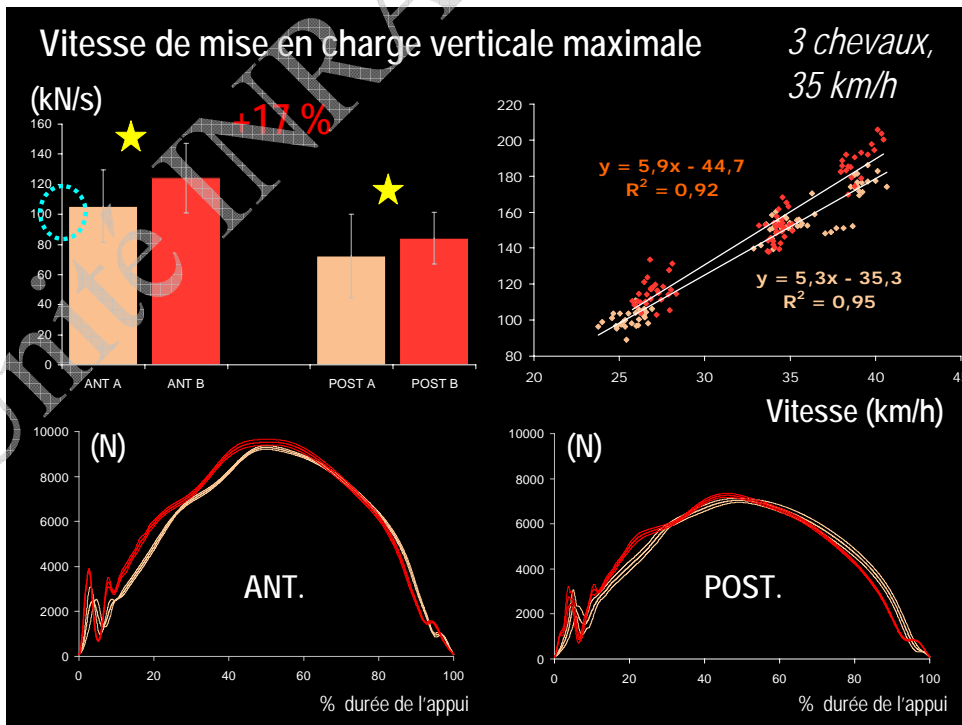 Vitesse de mise en charge verticale maximale
3 chevaux,
35 km/h
(kN/s)
+17 %
160
140
120
100
80
60
40
20
0
ANT A
ANT B
POST A
POST B
220
200
180
160
140
120
100
80
y = 5,9x - 44,7
R² = 0,92
y = 5,3x - 35,3
R² = 0,95
20
25
30
35
40
45
Vitesse (km/h)
(N)
10000
8000
6000
4000
2000
0
ANT.
0
20
40
60
80
100
% durée de l'appui
(N)
10000
8000
6000
4000
2000
0
POST.
0
20
40
60
80
100
% durée de l'appui
Unité INRA